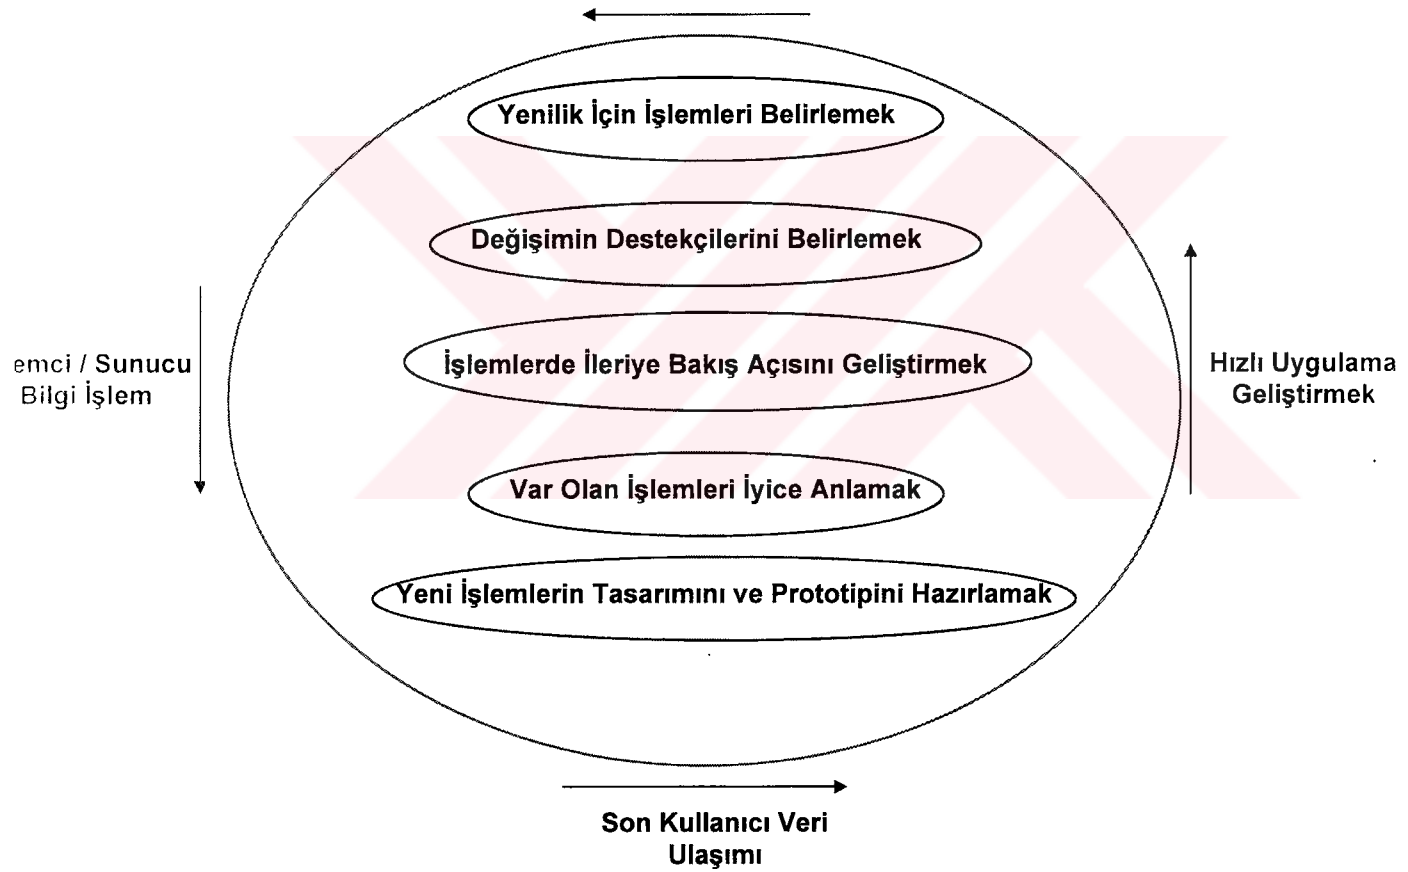 Yenilik İçin İşlemleri Belirlemek
Değişimin Destekçilerini Belirlemek
İşlemlerde İleriye Bakış Açısını Geliştirmek
Var Olan İşlemleri İyice Anlamak
Yeni İşlemlerin Tasarımını ve Prototipini Hazırlamak
emci / Sunucu
Bilgi İşlem
Hızlı Uygulama
Geliştirmek
Son Kullanıcı Veri
Ulaşımı